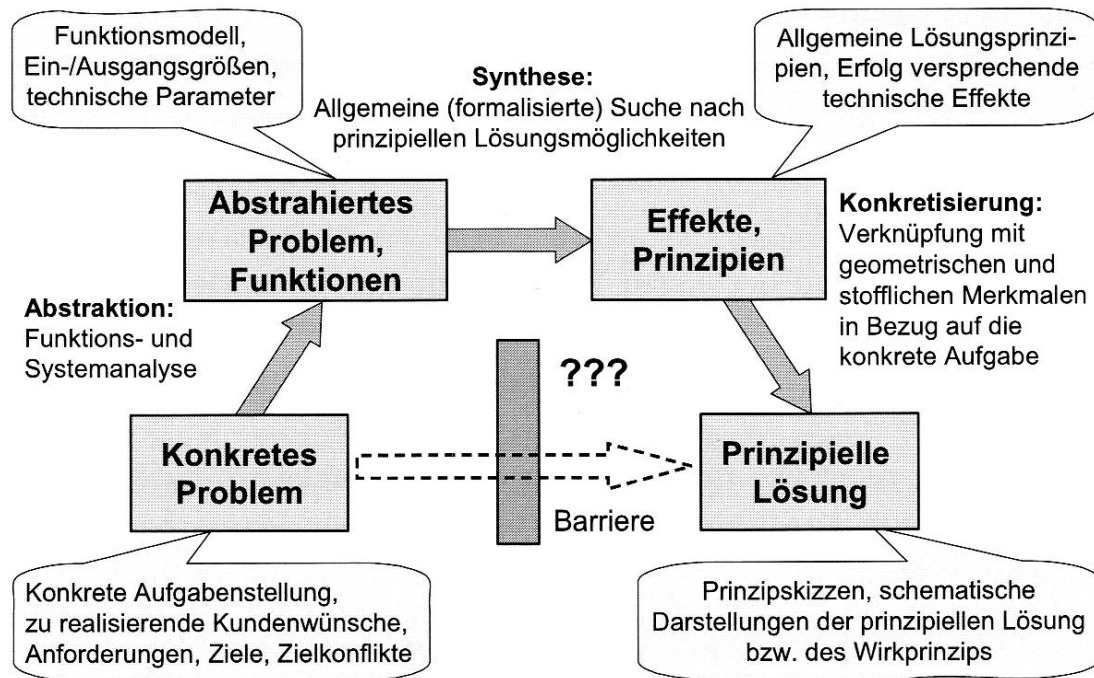 Funktionsmodell,
Ein-/Ausgangsgrößen,
technische Parameter
Synthese:
Allgemeine (formalisierte) Suche nach
prinzipiellen Lösungsmöglichkeiten
Allgemeine Lösungsprinzi-
pien, Erfolg versprechende
technische Effekte
Abstrahiertes
Problem,
Funktionen
Effekte,
Prinzipien
Konkretisierung:
Verknüpfung mit
geometrischen und
stofflichen Merkmalen
in Bezug auf die
konkrete Aufgabe
Abstraktion:
Funktions- und
Systemanalyse
???
Konkretes
Problem
Barriere
Prinzipielle
Lösung
Konkrete Aufgabenstellung,
zu realisierende Kundenwünsche,
Anforderungen, Ziele, Zielkonflikte
Prinzipskizzen, schematische
Darstellungen der prinzipiellen Lösung
bzw. des Wirkprinzips